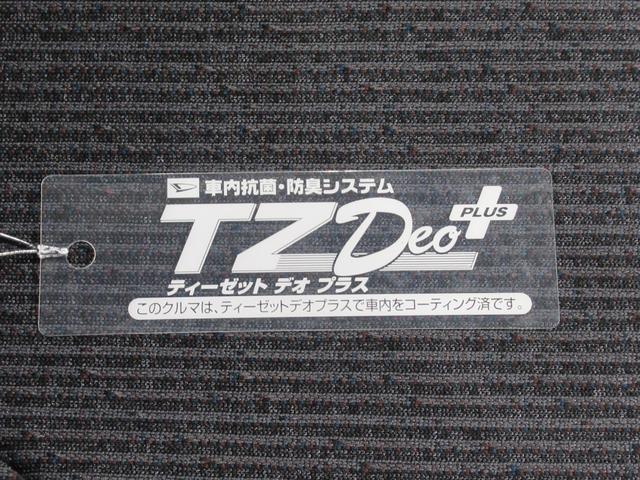 車内抗菌・防臭システム
TZ Deo PLUS
ティーゼット デオ プラス
このクルマは、ティーゼットデオプラスで車内をコーティング済です。